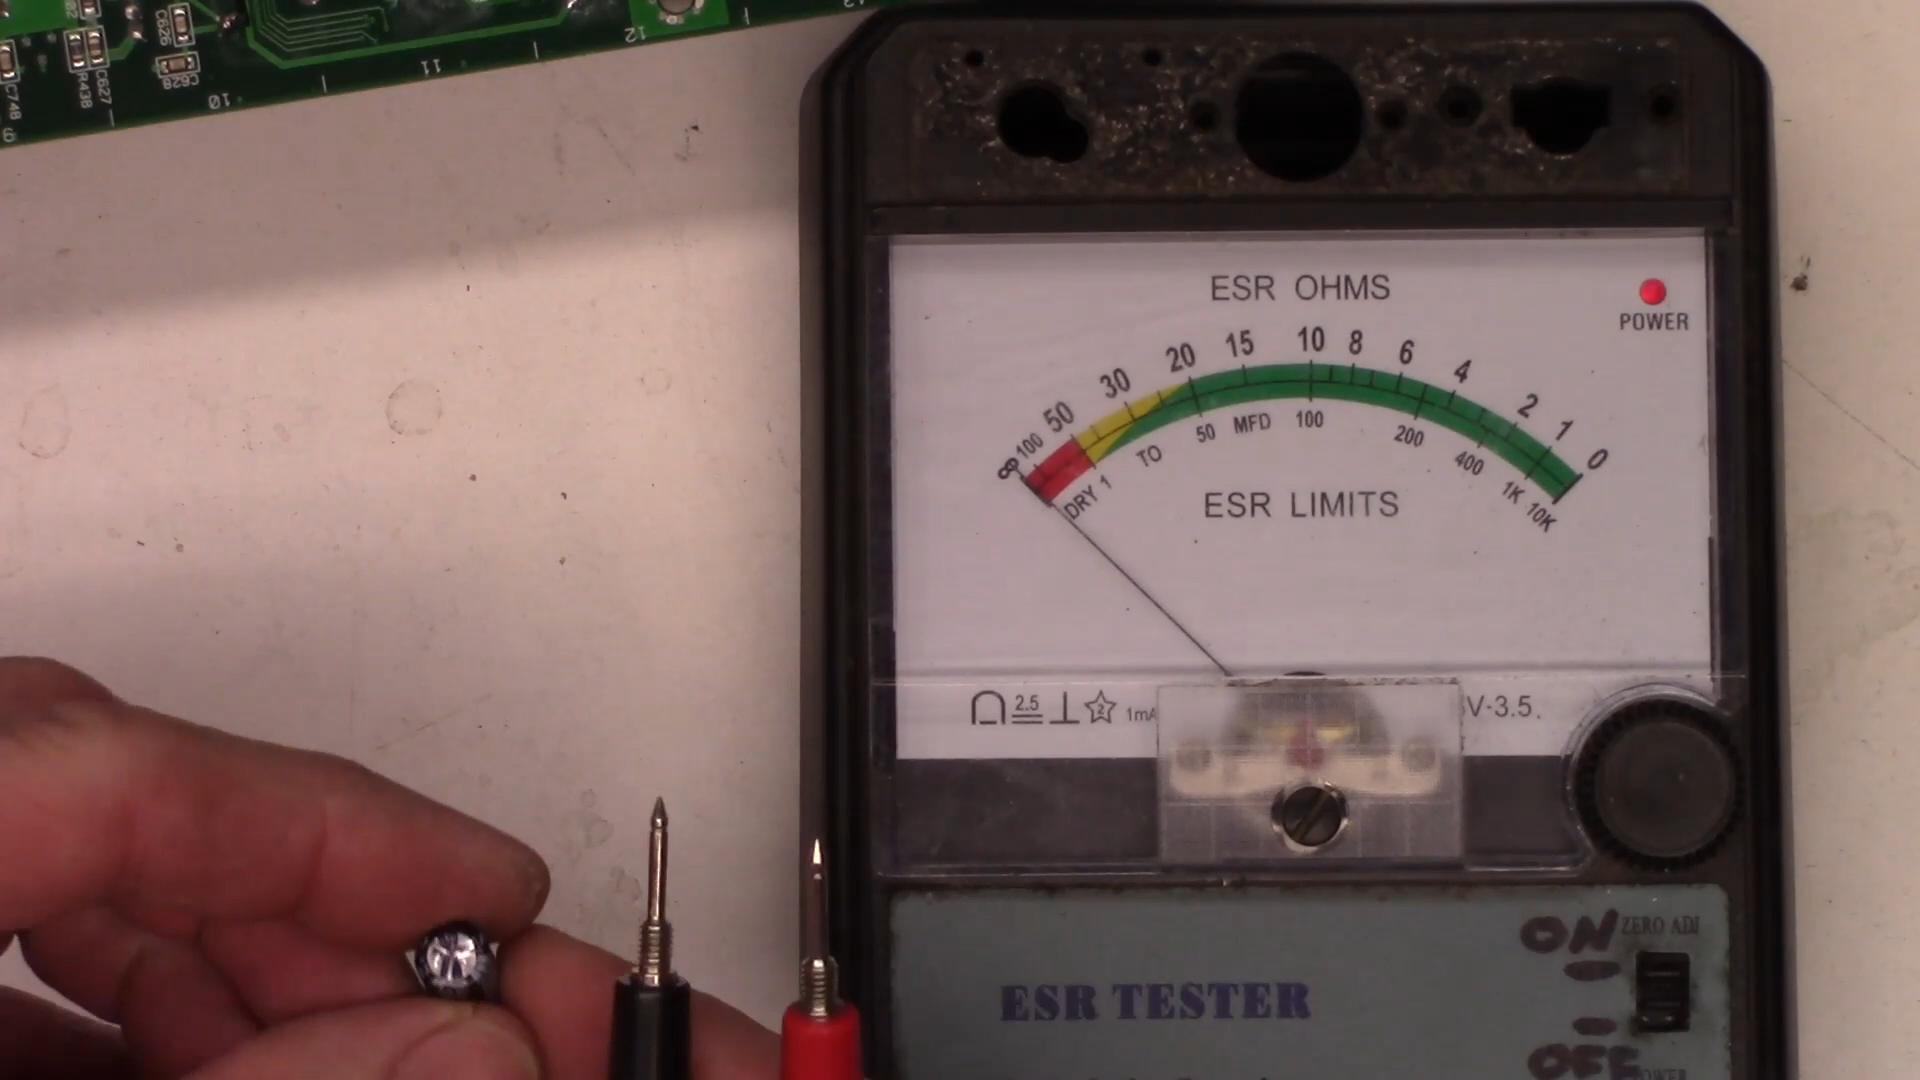 C748
R438
C627
C626
C628
10
11
12
ESR OHMS
POWER
∞ 100 50 30 20 15 10 8 6 4 2 1 0
DRY 1 TO 50 MFD 100 200 400 1K 10K
ESR LIMITS
2.5 2 1mA V-3.5.
ON
ZERO ADJ
ESR TESTER
OFF